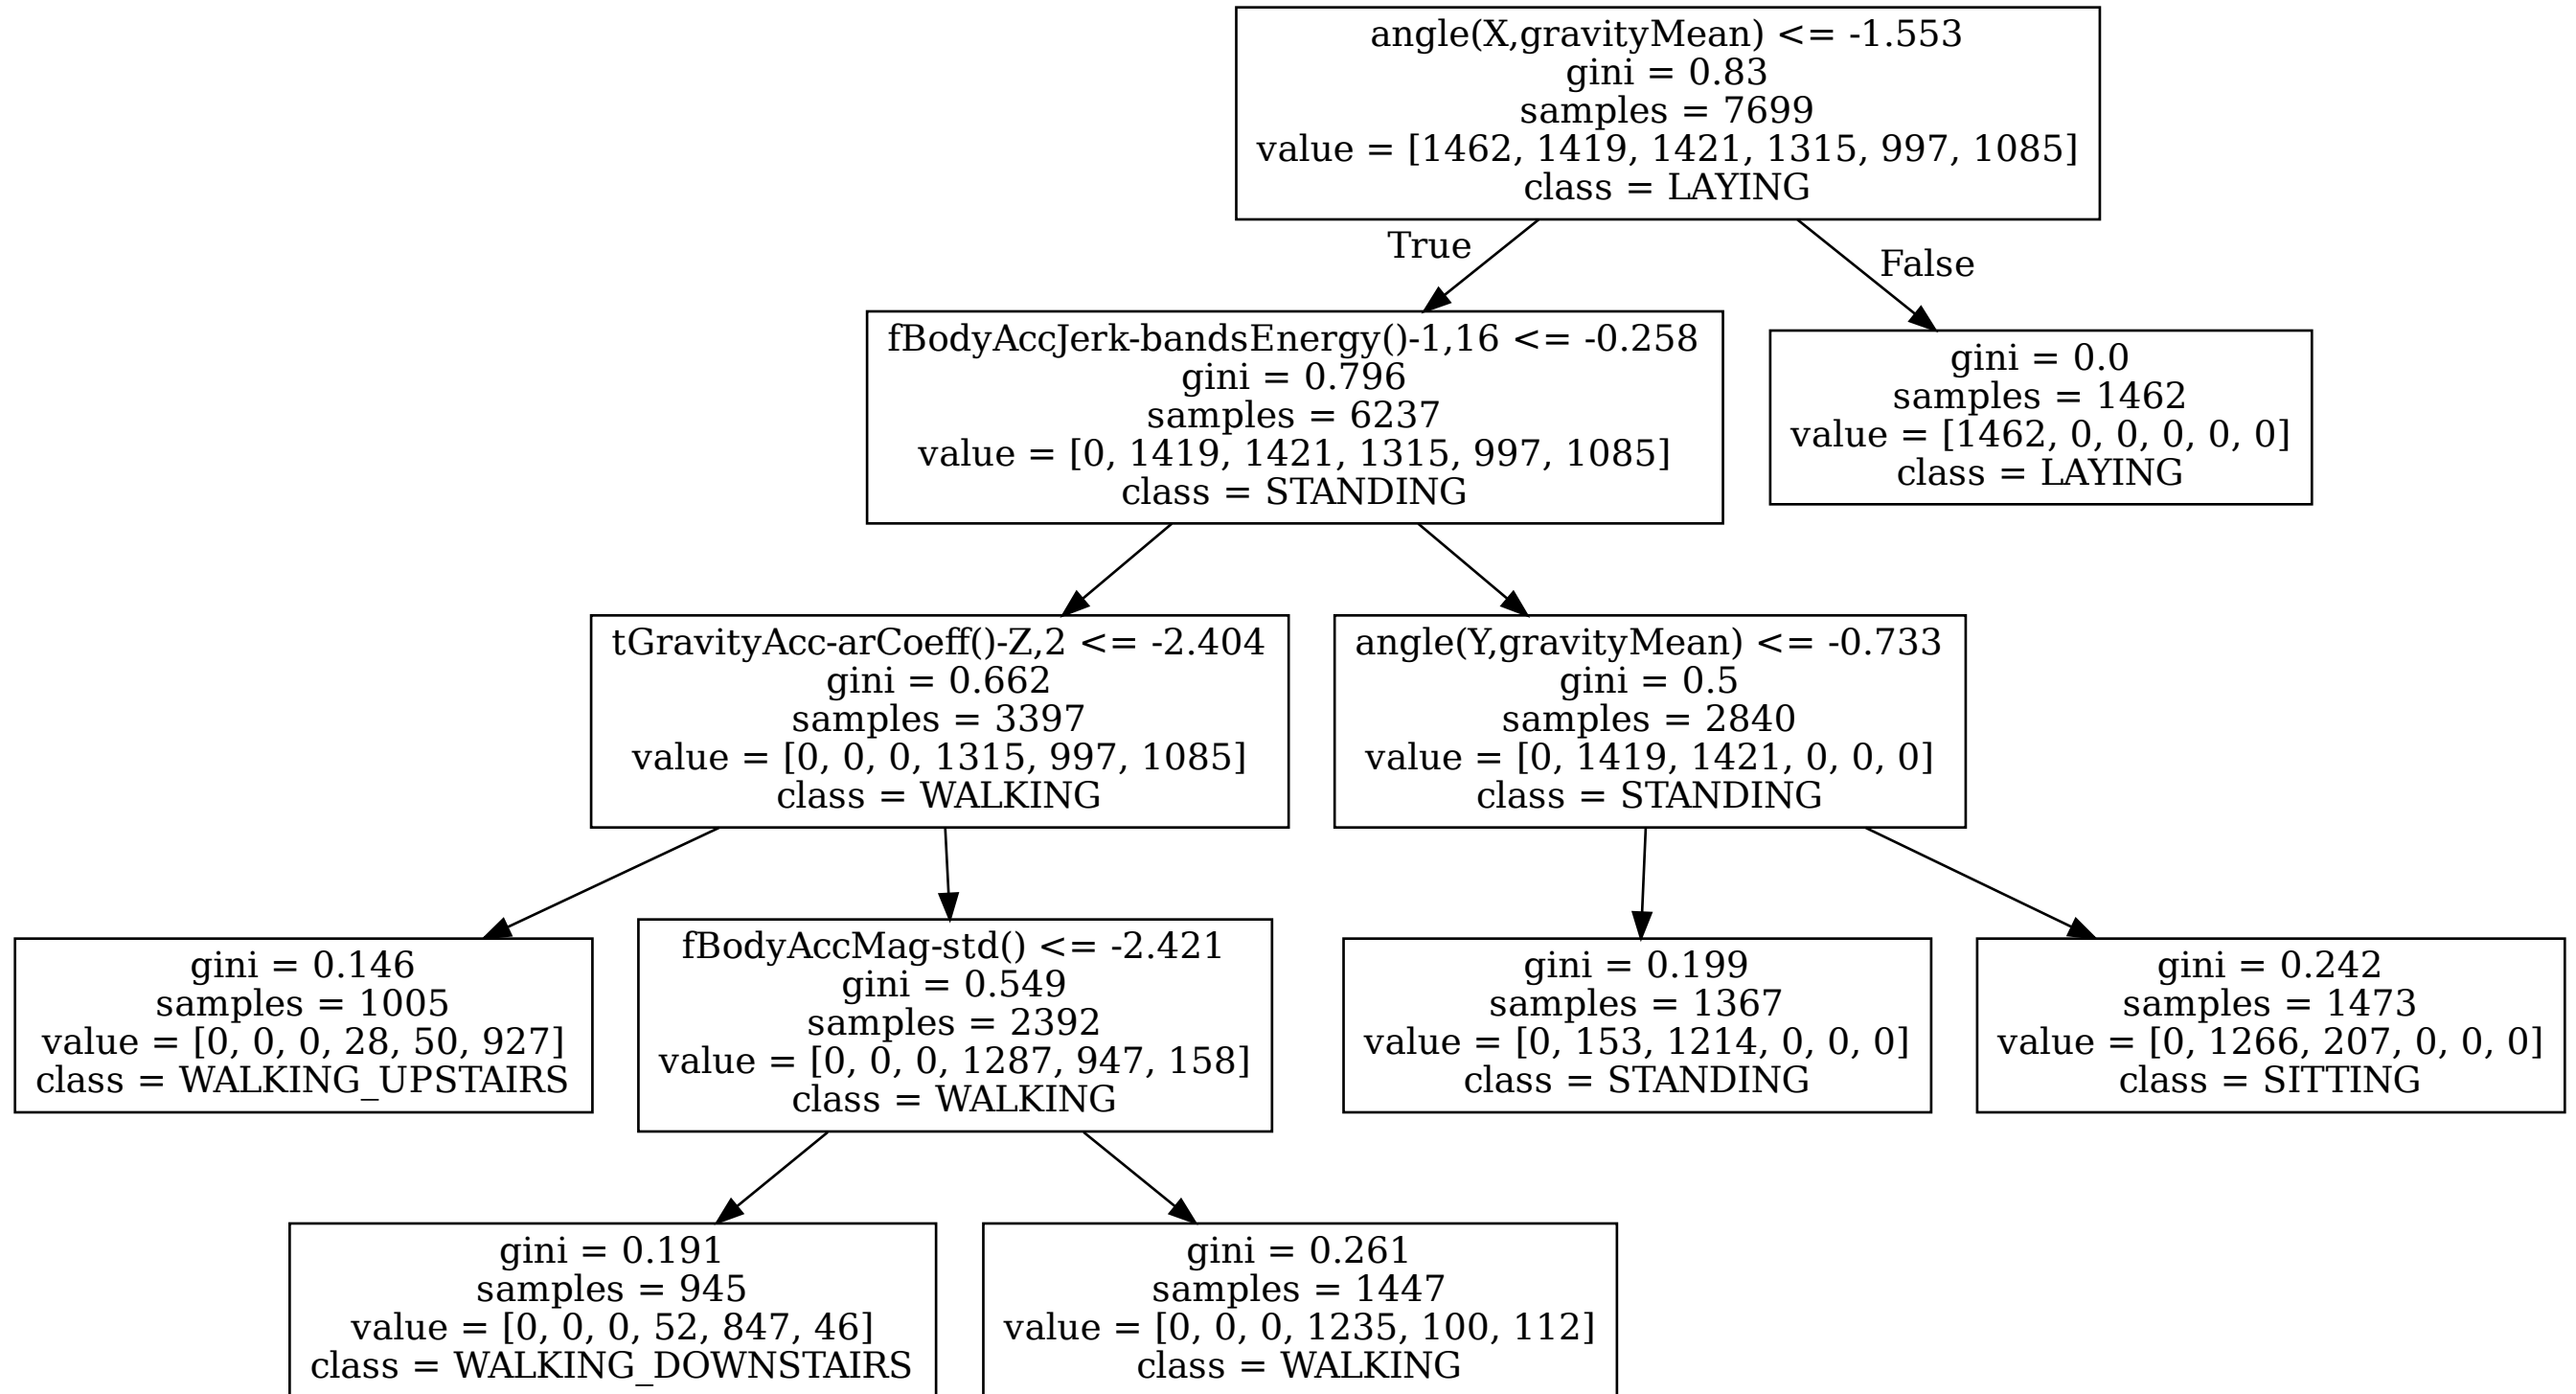 angle(X,gravityMean) <= -1.553
gini = 0.83
samples = 7699
value = [1462, 1419, 1421, 1315, 997, 1085]
class = LAYING
True
False
fBodyAccJerk-bandsEnergy()-1,16 <= -0.258
gini = 0.796
samples = 6237
value = [0, 1419, 1421, 1315, 997, 1085]
class = STANDING
gini = 0.0
samples = 1462
value = [1462, 0, 0, 0, 0, 0]
class = LAYING
tGravityAcc-arCoeff()-Z,2 <= -2.404
gini = 0.662
samples = 3397
value = [0, 0, 0, 1315, 997, 1085]
class = WALKING
angle(Y,gravityMean) <= -0.733
gini = 0.5
samples = 2840
value = [0, 1419, 1421, 0, 0, 0]
class = STANDING
gini = 0.146
samples = 1005
value = [0, 0, 0, 28, 50, 927]
class = WALKING_UPSTAIRS
fBodyAccMag-std() <= -2.421
gini = 0.549
samples = 2392
value = [0, 0, 0, 1287, 947, 158]
class = WALKING
gini = 0.199
samples = 1367
value = [0, 153, 1214, 0, 0, 0]
class = STANDING
gini = 0.242
samples = 1473
value = [0, 1266, 207, 0, 0, 0]
class = SITTING
gini = 0.191
samples = 945
value = [0, 0, 0, 52, 847, 46]
class = WALKING_DOWNSTAIRS
gini = 0.261
samples = 1447
value = [0, 0, 0, 1235, 100, 112]
class = WALKING